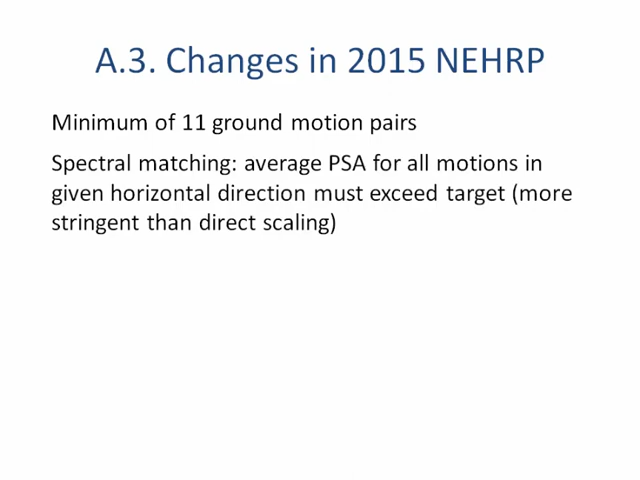 A.3. Changes in 2015 NEHRP
Minimum of 11 ground motion pairs
Spectral matching: average PSA for all motions in
given horizontal direction must exceed target (more
stringent than direct scaling)